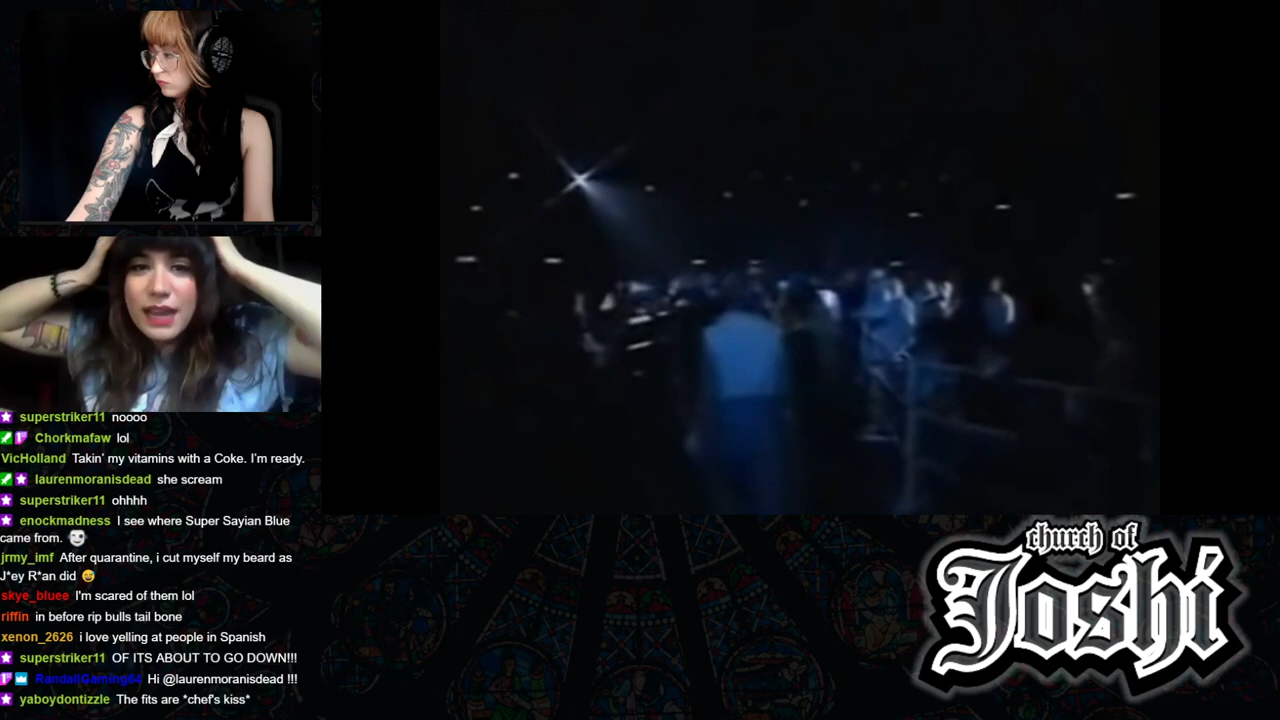 superstriker11 noooo
Chorkmafaw lol
VicHolland Takin' my vitamins with a Coke. I'm ready.
laurenmoranisdead she scream
superstriker11 ohhhh
enockmadness I see where Super Sayian Blue
came from.
jrmy_imf After quarantine, i cut myself my beard as
J*ey R*an did 😅
skye_bluee I'm scared of them lol
riffin in before rip bulls tail bone
xenon_2626 i love yelling at people in Spanish
superstriker11 OF ITS ABOUT TO GO DOWN!!!
RandallGaming64 Hi @laurenmoranisdead !!!
yaboydontizzle The fits are *chef's kiss*
church of
Joshi